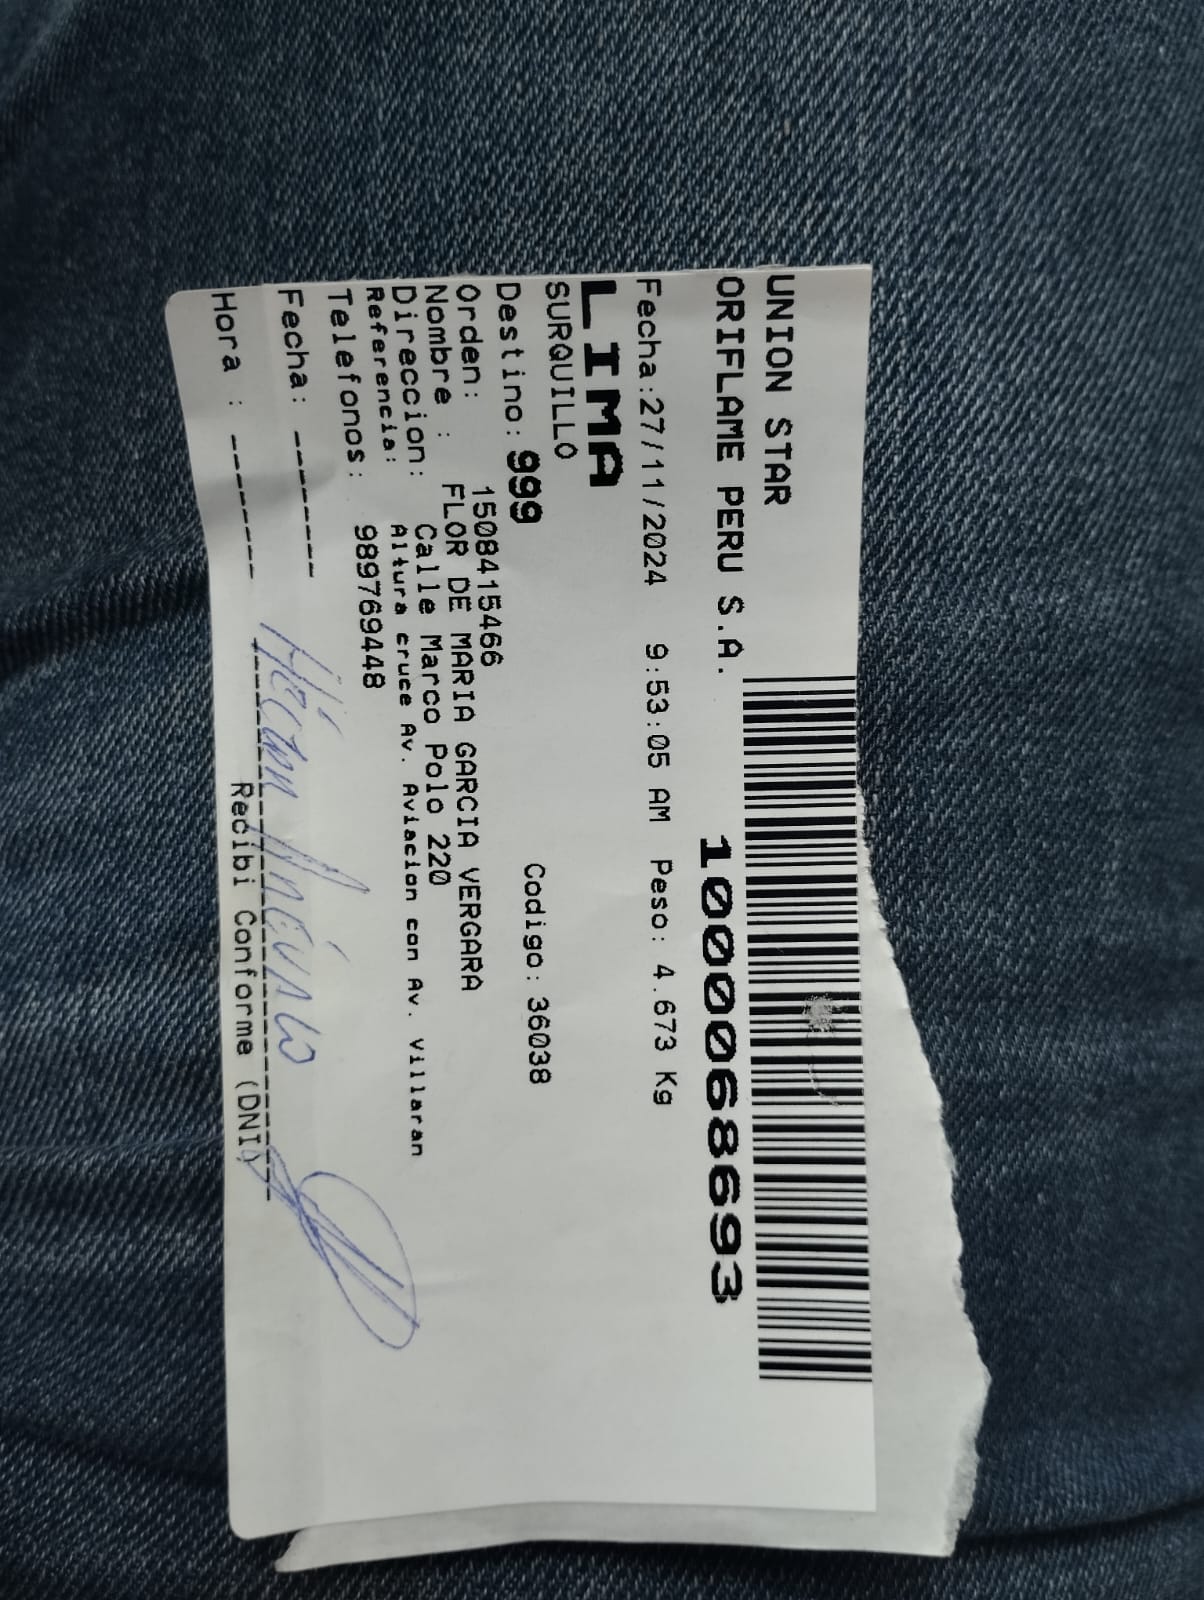 UNION STAR
ORIFLAME PERU S.A.
1000068693
Fecha:27/11/2024 9:53:05 AM Peso: 4.673 Kg
LIMA
SURQUILLO
Destino: 999 Codigo: 36038
Orden: 1508415466
Nombre : FLOR DE MARIA GARCIA VERGARA
Direccion: Calle Marco Polo 220
Referencia: Altura cruce Av. Aviacion con Av. Villaran
Telefonos: 989769448
Fecha: -------
Hora : -------
Héctor Arévalo
Recibi Conforme (DNI)